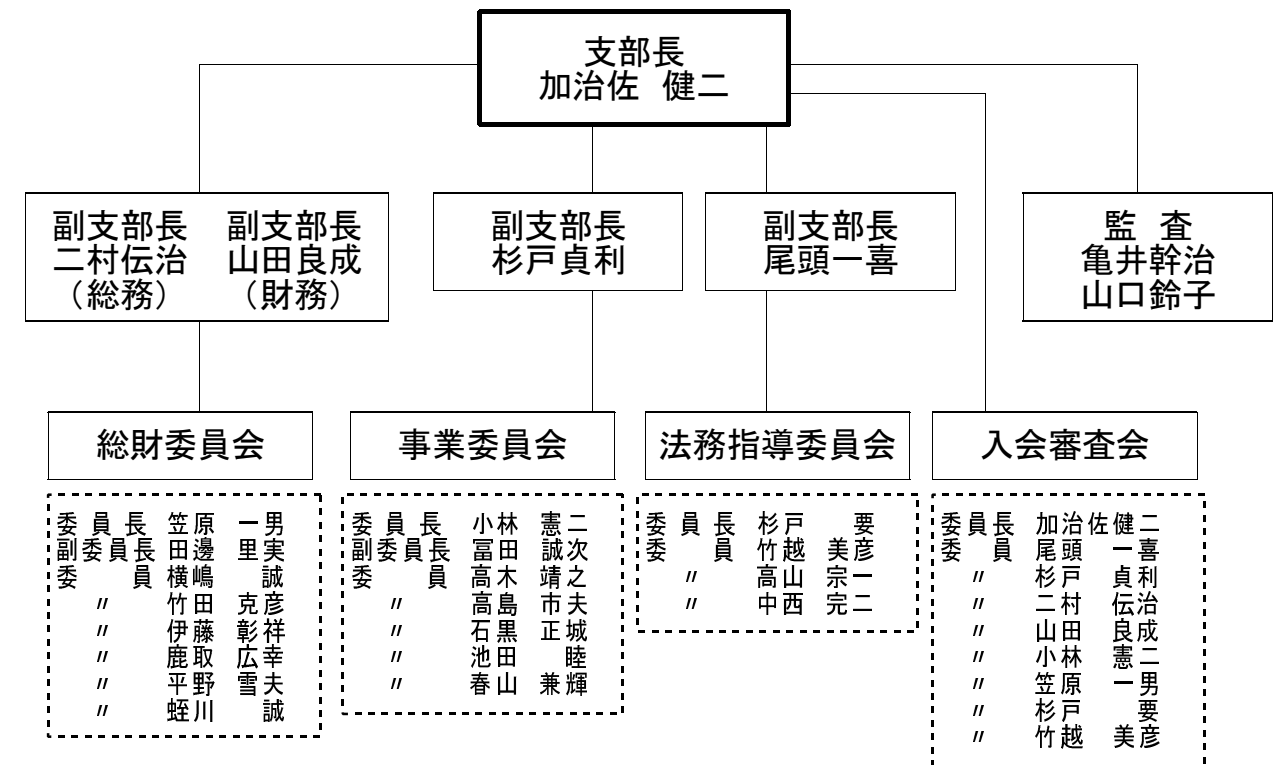 支部長
加治佐 健二
副支部長 副支部長
二村伝治 山田良成
（総務） （財務）
副支部長
杉戸貞利
副支部長
尾頭一喜
監 査
亀井幹治
山口鈴子
総財委員会
委員長 笠原 一男
副委員長 田邊 里実
委員 横嶋 誠
〃 竹田 克彦
〃 伊藤 彰祥
〃 鹿取 広幸
〃 平野 雪夫
〃 蛭川 誠
事業委員会
委員長 小林 憲二
副委員長 冨田 誠次
委員 高木 靖之
〃 高島 市夫
〃 石黒 正城
〃 池田 睦
〃 春山 兼輝
法務指導委員会
委員長 杉戸 要
委員 竹越 美彦
〃 高山 宗一
〃 中西 完二
入会審査会
委員長 加治佐 健二
委員 尾頭 一喜
〃 杉戸 貞利
〃 二村 伝治
〃 山田 良成
〃 小林 憲二
〃 笠原 一男
〃 杉戸 要
〃 竹越 美彦